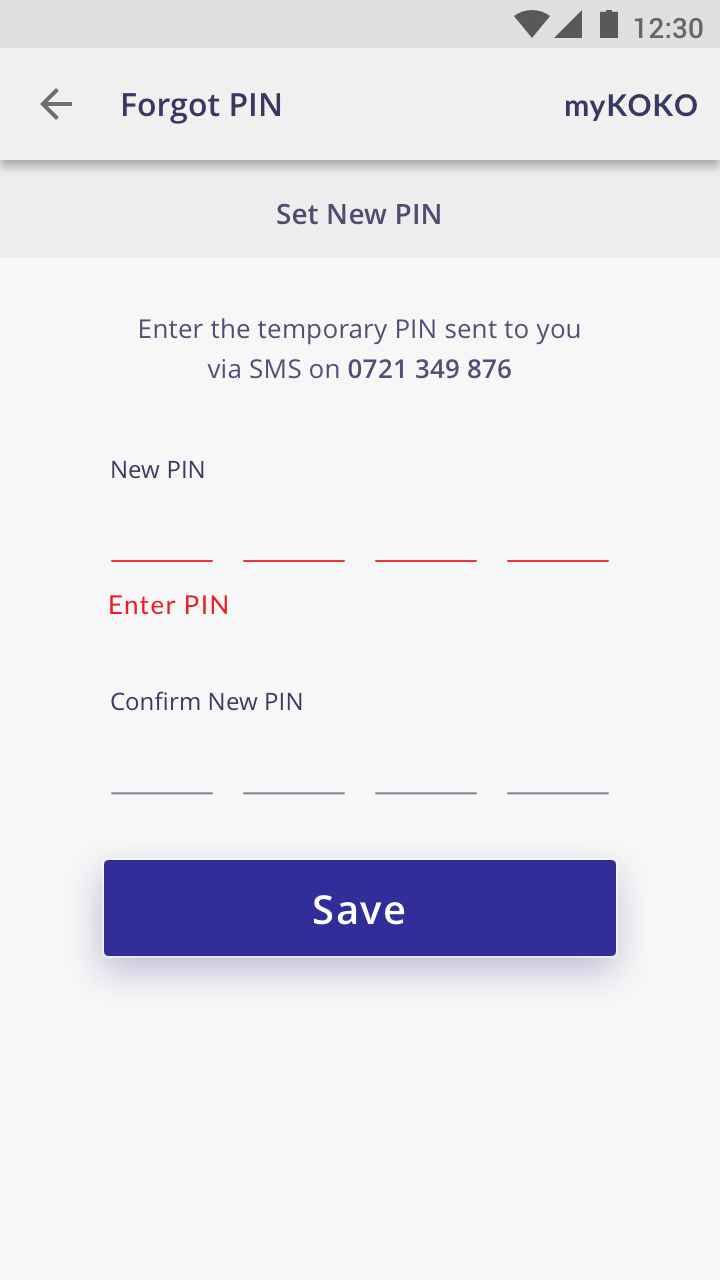 12:30
Forgot PIN
myKOKO
Set New PIN
Enter the temporary PIN sent to you
via SMS on 0721 349 876
New PIN
Enter PIN
Confirm New PIN
Save